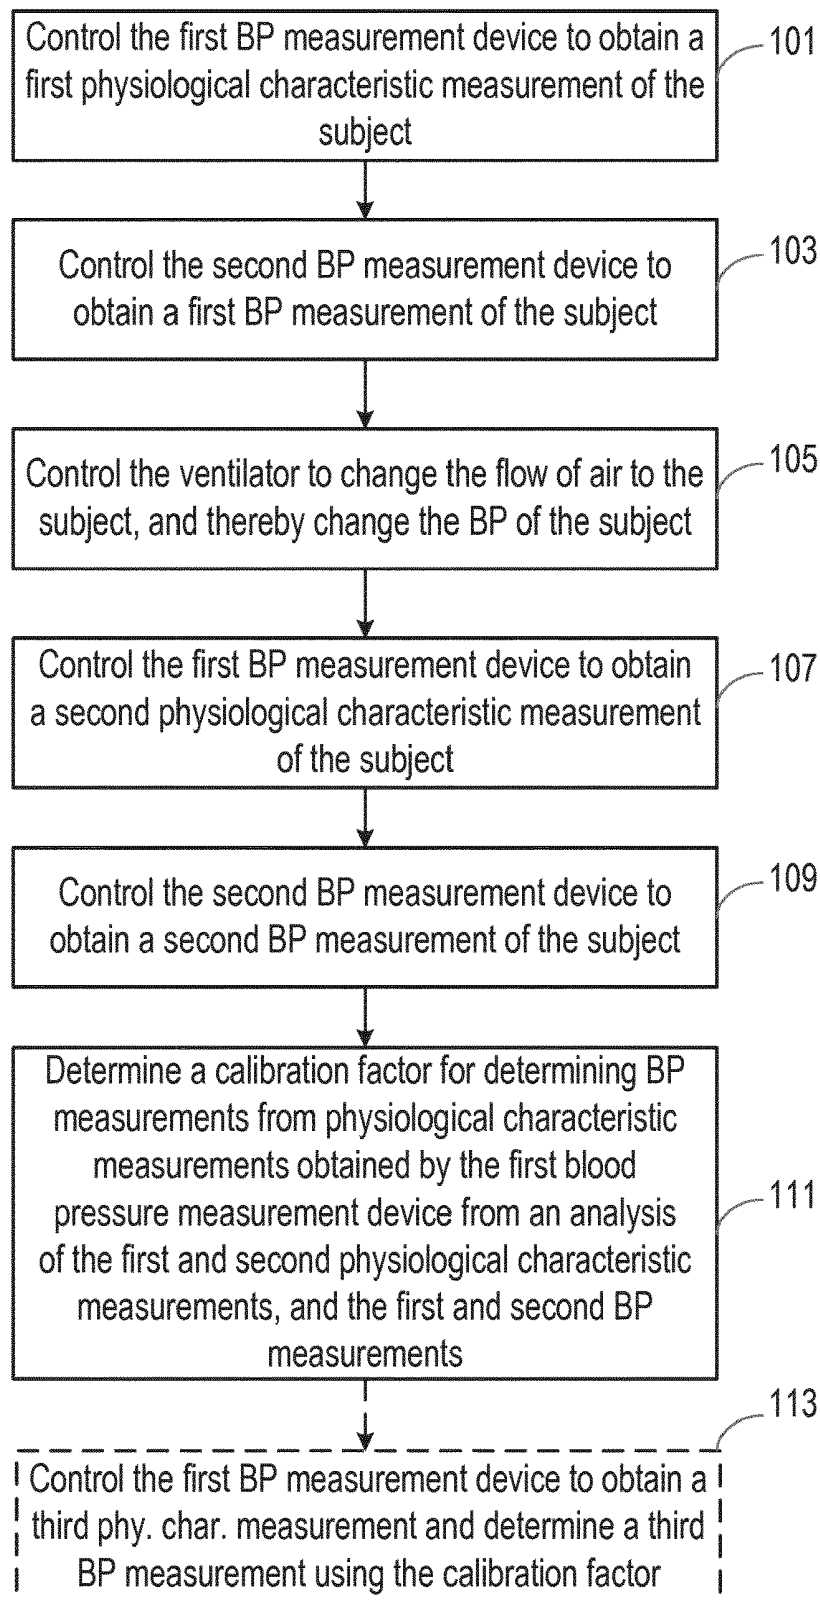 Control the first BP measurement device to obtain a
first physiological characteristic measurement of the
subject
101
Control the second BP measurement device to
obtain a first BP measurement of the subject
103
Control the ventilator to change the flow of air to the
subject, and thereby change the BP of the subject
105
Control the first BP measurement device to obtain
a second physiological characteristic measurement
of the subject
107
Control the second BP measurement device to
obtain a second BP measurement of the subject
109
Determine a calibration factor for determining BP
measurements from physiological characteristic
measurements obtained by the first blood
pressure measurement device from an analysis
of the first and second physiological characteristic
measurements, and the first and second BP
measurements
111
113
Control the first BP measurement device to obtain a
third phy. char. measurement and determine a third
BP measurement using the calibration factor